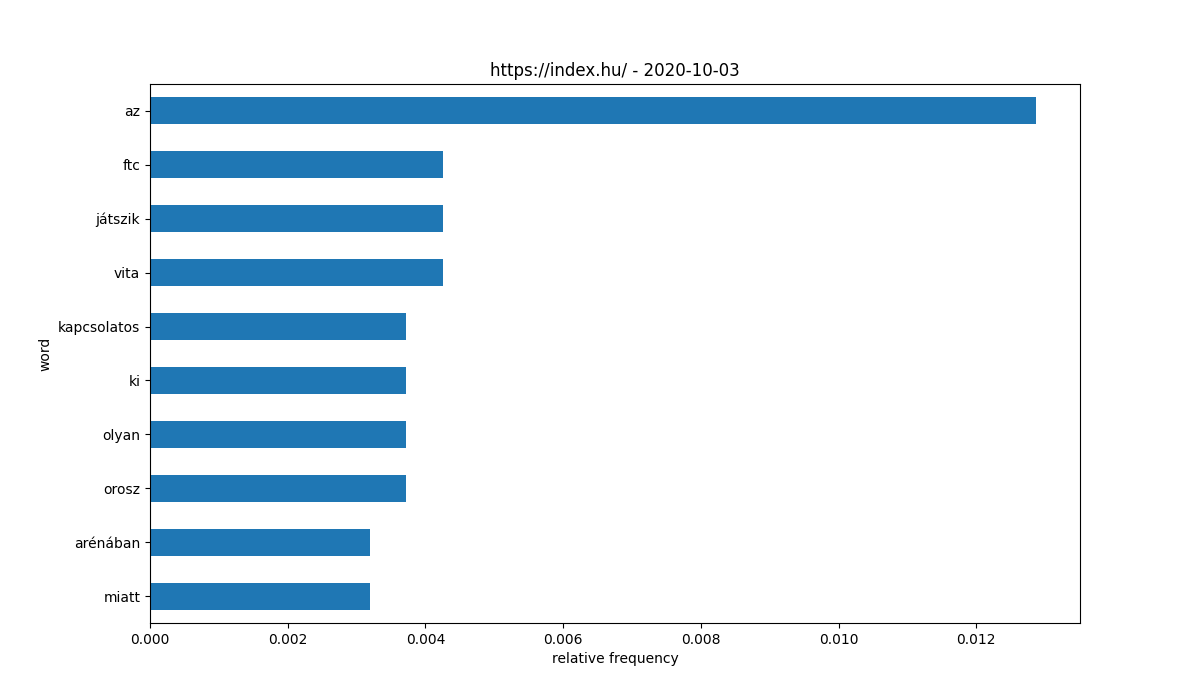 https://index.hu/ - 2020-10-03
az
ftc
játszik
vita
kapcsolatos
ki
olyan
orosz
arénában
miatt
word
0.000 0.002 0.004 0.006 0.008 0.010 0.012
relative frequency